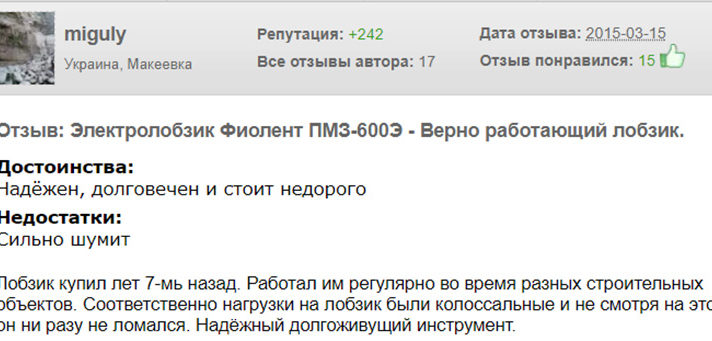 miguly
Украина, Макеевка
Репутация: +242
Все отзывы автора: 17
Дата отзыва: 2015-03-15
Отзыв понравился: 15
Отзыв: Электролобзик Фиолент ПМЗ-600Э - Верно работающий лобзик.
Достоинства:
Надёжен, долговечен и стоит недорого
Недостатки:
Сильно шумит
Лобзик купил лет 7-мь назад. Работал им регулярно во время разных строительных
объектов. Соответственно нагрузки на лобзик были колоссальные и не смотря на это
он ни разу не ломался. Надёжный долгоживущий инструмент.